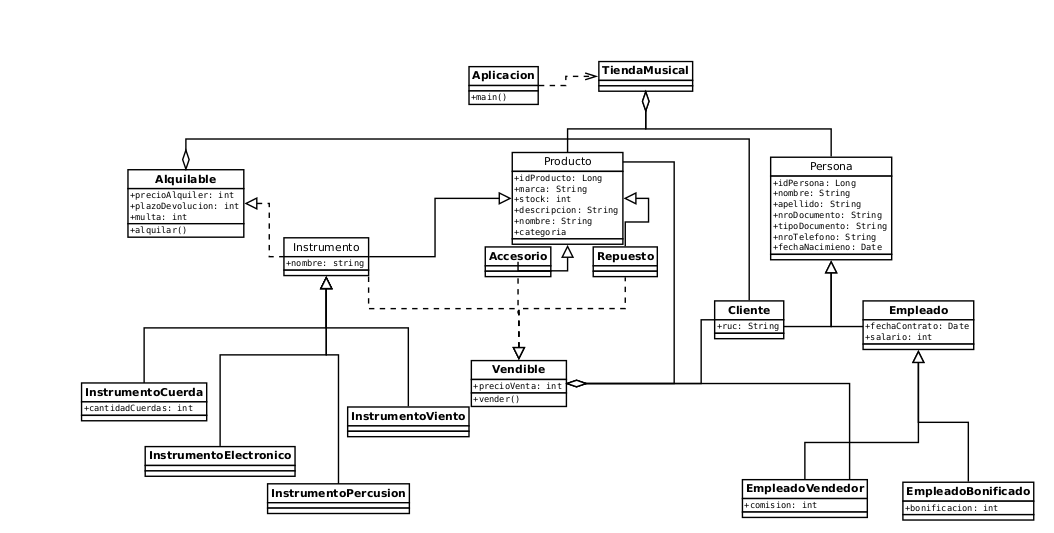 Aplicacion
+main()
TiendaMusical
Alquilable
+precioAlquiler: int
+plazoDevolucion: int
+multa: int
+alquilar()
Producto
+idProducto: Long
+marca: String
+stock: int
+descripcion: String
+nombre: String
+categoria
Persona
+idPersona: Long
+nombre: String
+apellido: String
+nroDocumento: String
+tipoDocumento: String
+nroTelefono: String
+fechaNacimieno: Date
Instrumento
+nombre: string
Accesorio
Repuesto
Cliente
+ruc: String
Empleado
+fechaContrato: Date
+salario: int
Vendible
+precioVenta: int
+vender()
InstrumentoCuerda
+cantidadCuerdas: int
InstrumentoViento
InstrumentoElectronico
InstrumentoPercusion
EmpleadoVendedor
+comision: int
EmpleadoBonificado
+bonificacion: int